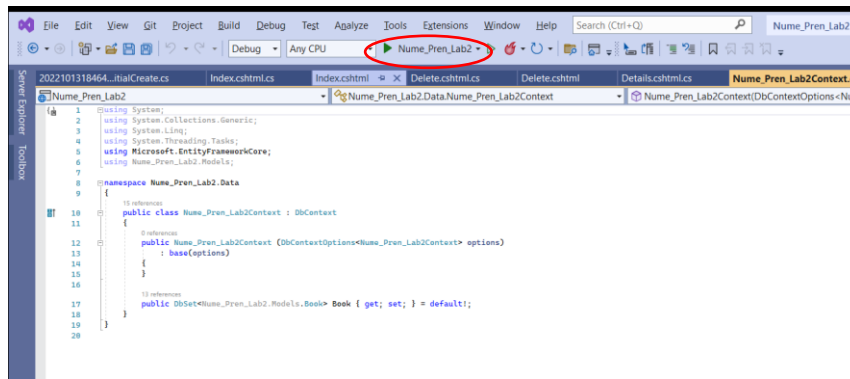 File Edit View Git Project Build Debug Test Analyze Tools Extensions Window Help Search (Ctrl+Q) Nume_Pren_Lab2
Debug Any CPU Nume_Pren_Lab2
2022101318464...itialCreate.cs Index.cshtml.cs Index.cshtml Delete.cshtml.cs Delete.cshtml Details.cshtml.cs Nume_Pren_Lab2Context.
Nume_Pren_Lab2 Nume_Pren_Lab2.Data.Nume_Pren_Lab2Context Nume_Pren_Lab2Context(DbContextOptions<Nu
Server Explorer
Toolbox
1 using System;
2 using System.Collections.Generic;
3 using System.Linq;
4 using System.Threading.Tasks;
5 using Microsoft.EntityFrameworkCore;
6 using Nume_Pren_Lab2.Models;
7
8 namespace Nume_Pren_Lab2.Data
9 {
15 references
10 public class Nume_Pren_Lab2Context : DbContext
11 {
0 references
12 public Nume_Pren_Lab2Context (DbContextOptions<Nume_Pren_Lab2Context> options)
13 : base(options)
14 {
15 }
16
13 references
17 public DbSet<Nume_Pren_Lab2.Models.Book> Book { get; set; } = default!;
18 }
19 }
20